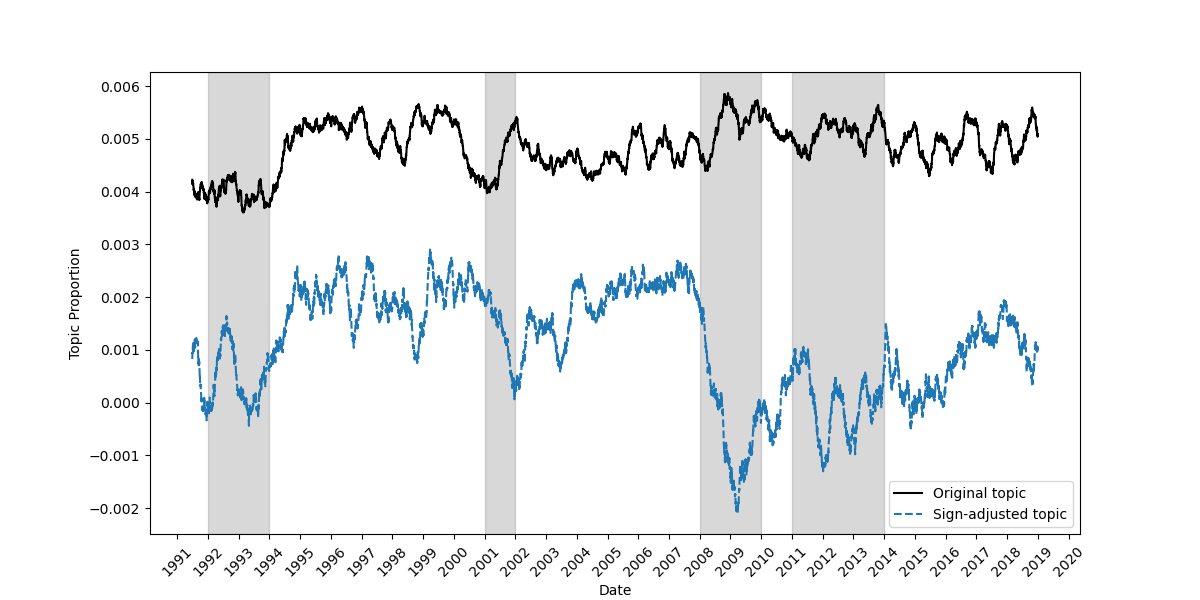 0.006
0.005
0.004
0.003
0.002
0.001
0.000
−0.001
−0.002
Topic Proportion
Original topic
Sign-adjusted topic
1991 1992 1993 1994 1995 1996 1997 1998 1999 2000 2001 2002 2003 2004 2005 2006 2007 2008 2009 2010 2011 2012 2013 2014 2015 2016 2017 2018 2019 2020
Date